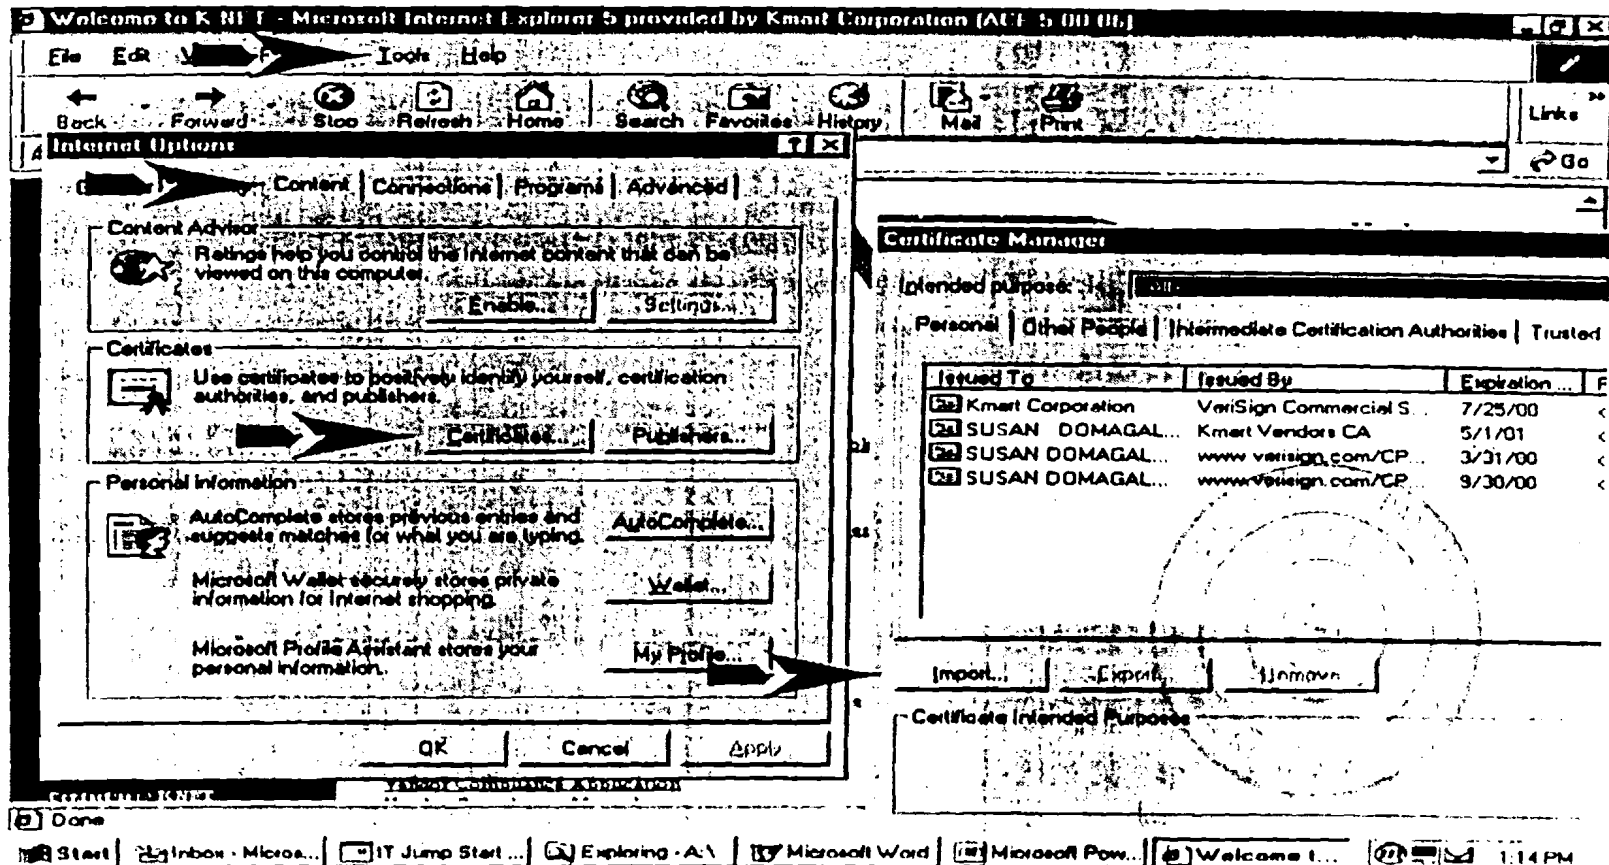 Welcome to K-NET - Microsoft Internet Explorer 5 provided by Kmart Corporation (ACF 5.00.06)
File Edit V F Tools Help
Back Forward Stop Refresh Home Search Favorites History Mail Print
Links
Go
Internet Options
Content Connections Programs Advanced
Content Advisor
Ratings help you control the Internet content that can be
viewed on this computer.
Enable... Settings...
Certificates
Use certificates to positively identify yourself, certification
authorities, and publishers.
Certificates... Publishers...
Personal information
AutoComplete stores previous entries and
suggests matches for what you are typing.
AutoComplete...
Microsoft Wallet securely stores private
information for Internet shopping.
Wallet...
Microsoft Profile Assistant stores your
personal information.
My Profile...
OK Cancel Apply
Certificate Manager
Intended purpose:
Personal Other People Intermediate Certification Authorities Trusted
Issued To Issued By Expiration ... F
Kmart Corporation VeriSign Commercial S... 7/25/00
SUSAN DOMAGAL... Kmart Vendors CA 5/1/01
SUSAN DOMAGAL... www.verisign.com/CP... 3/31/00
SUSAN DOMAGAL... www.verisign.com/CP... 9/30/00
Import... Export... Remove
Certificate Intended Purposes
K-NET
Vendor Compliance Application
Done
Start Inbox - Micros... IT Jump Start ... Exploring - A:\ Microsoft Word Microsoft Pow... Welcome t... 1:14 PM